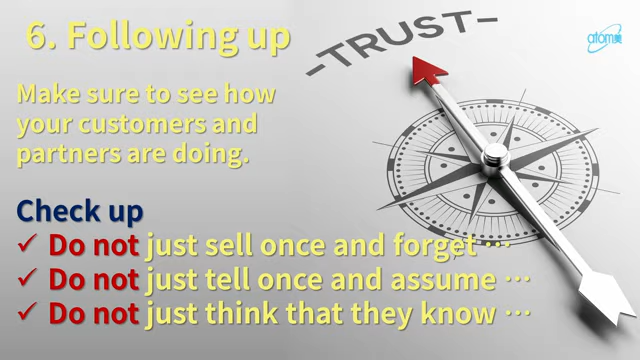 6. Following up
-TRUST-
atomy
Make sure to see how
your customers and
partners are doing.
Check up
✓ Do not just sell once and forget …
✓ Do not just tell once and assume …
✓ Do not just think that they know …